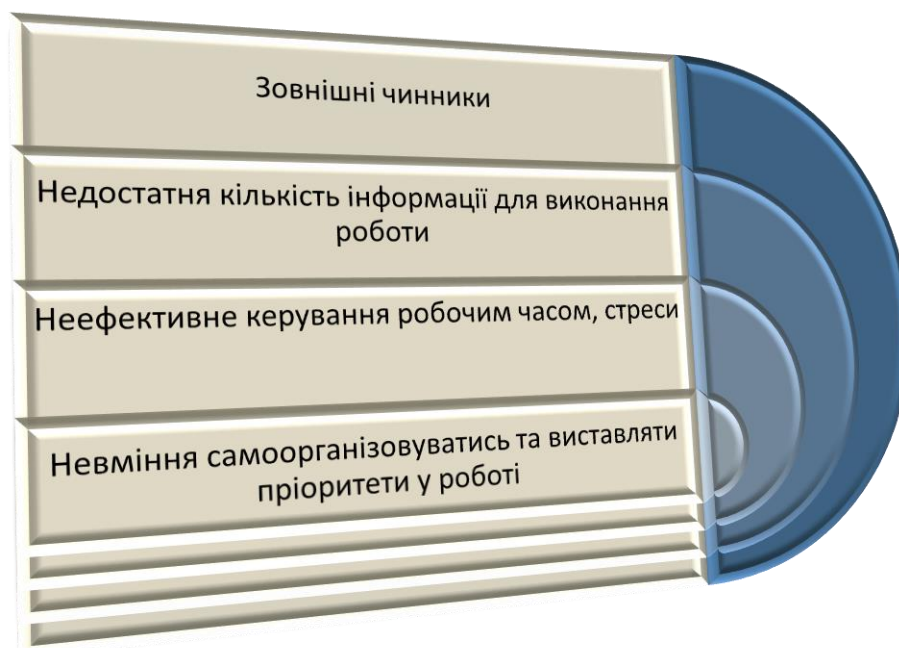 Зовнішні чинники
Недостатня кількість інформації для виконання
роботи
Неефективне керування робочим часом, стреси
Невміння самоорганізовуватись та виставляти
пріоритети у роботі